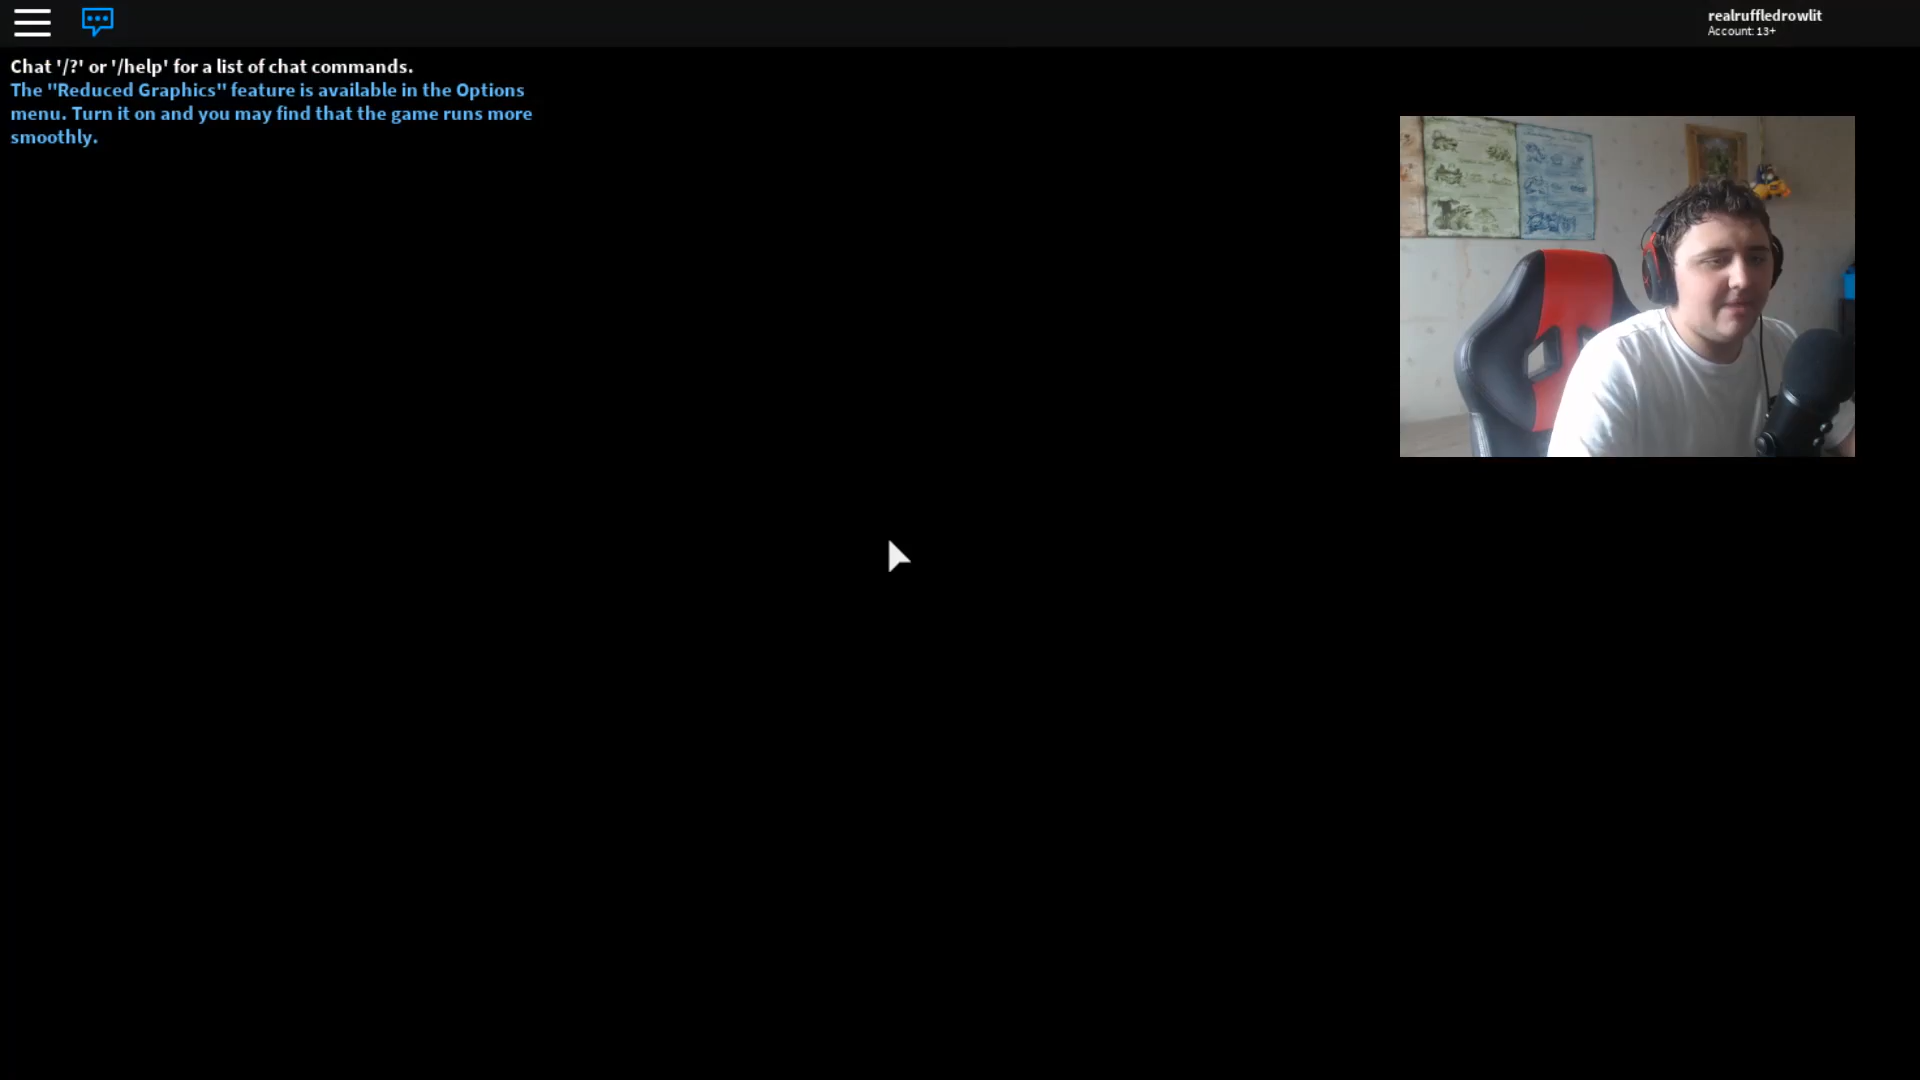 realruffledrowlit
Account: 13+
Chat '/?' or '/help' for a list of chat commands.
The "Reduced Graphics" feature is available in the Options
menu. Turn it on and you may find that the game runs more
smoothly.